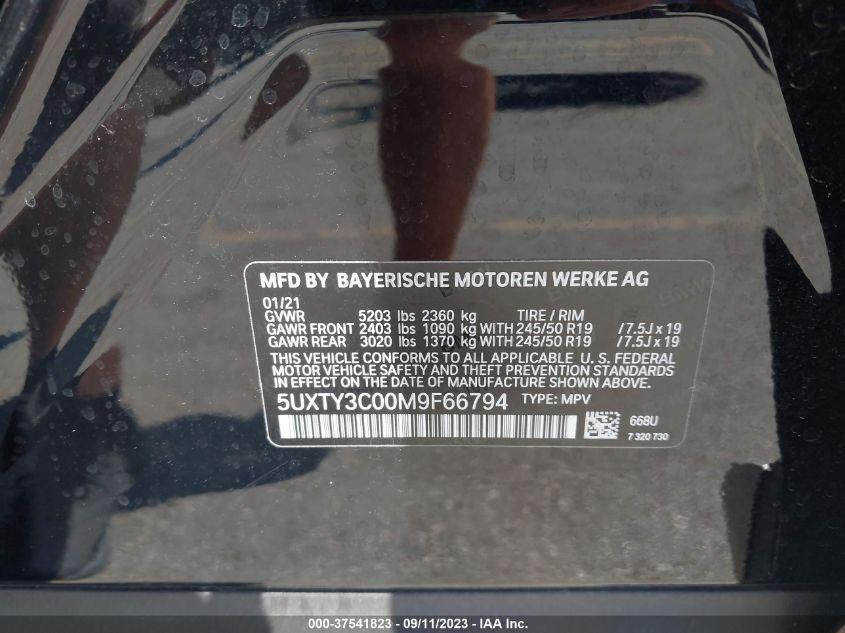 MFD BY BAYERISCHE MOTOREN WERKE AG
01/21
GVWR 5203 lbs 2360 kg TIRE / RIM
GAWR FRONT 2403 lbs 1090 kg WITH 245/50 R19 /7.5J x 19
GAWR REAR 3020 lbs 1370 kg WITH 245/50 R19 /7.5J x 19
THIS VEHICLE CONFORMS TO ALL APPLICABLE U. S. FEDERAL
MOTOR VEHICLE SAFETY AND THEFT PREVENTION STANDARDS
IN EFFECT ON THE DATE OF MANUFACTURE SHOWN ABOVE.
5UXTY3C00M9F66794 TYPE: MPV
668U
7 320 730
000-37541823 - 09/11/2023 - IAA Inc.